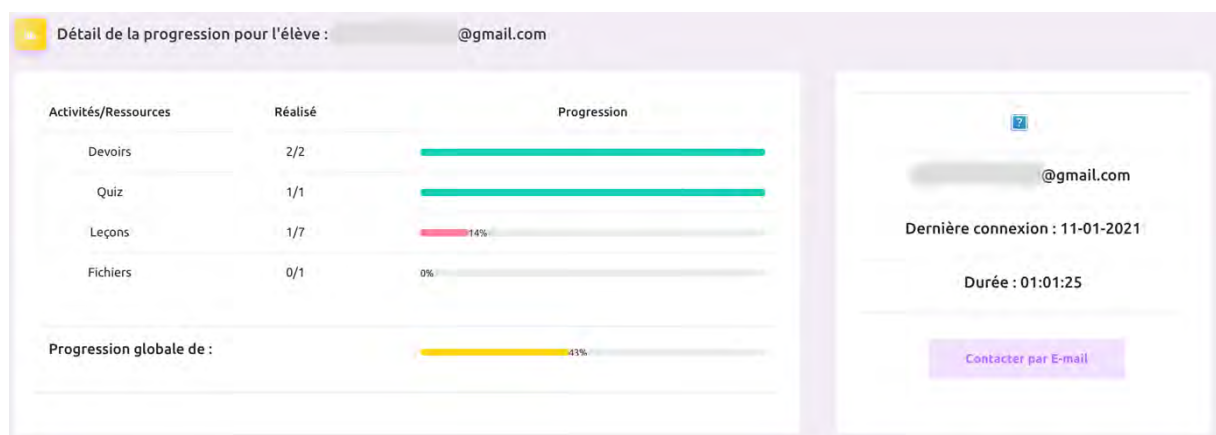 Détail de la progression pour l'élève : @gmail.com
Activités/Ressources Réalisé Progression
Devoirs 2/2
Quiz 1/1
Leçons 1/7 14%
Fichiers 0/1 0%
Progression globale de : 43%
?
@gmail.com
Dernière connexion : 11-01-2021
Durée : 01:01:25
Contacter par E-mail